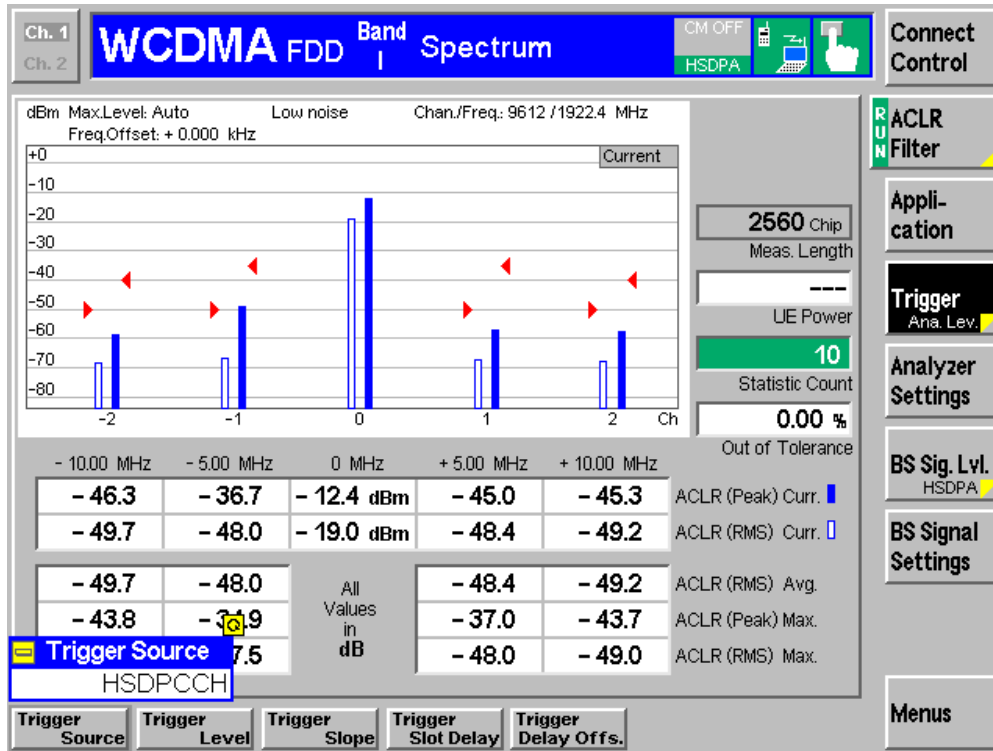 Ch. 1
Ch. 2
WCDMA FDD Band I Spectrum
CM OFF
HSDPA
Connect Control
dBm Max.Level: Auto Low noise Chan./Freq.: 9612 / 1922.4 MHz
Freq.Offset: + 0.000 kHz
Current
+0
-10
-20
-30
-40
-50
-60
-70
-80
-2 -1 0 1 2 Ch
2560 Chip
Meas. Length
---
UE Power
10
Statistic Count
0.00 %
Out of Tolerance
- 10.00 MHz - 5.00 MHz 0 MHz + 5.00 MHz + 10.00 MHz
- 46.3 - 36.7 - 12.4 dBm - 45.0 - 45.3 ACLR (Peak) Curr.
- 49.7 - 48.0 - 19.0 dBm - 48.4 - 49.2 ACLR (RMS) Curr.
- 49.7 - 48.0 - 48.4 - 49.2 ACLR (RMS) Avg.
- 43.8 - 37.0 - 43.7 ACLR (Peak) Max.
- 48.0 - 49.0 ACLR (RMS) Max.
All
Values
in
dB
Trigger Source
HSDPCCH
Trigger Source
Trigger Level
Trigger Slope
Trigger Slot Delay
Trigger Delay Offs.
RUN
ACLR
Filter
Appli-
cation
Trigger
Ana. Lev.
Analyzer
Settings
BS Sig. Lvl.
HSDPA
BS Signal
Settings
Menus